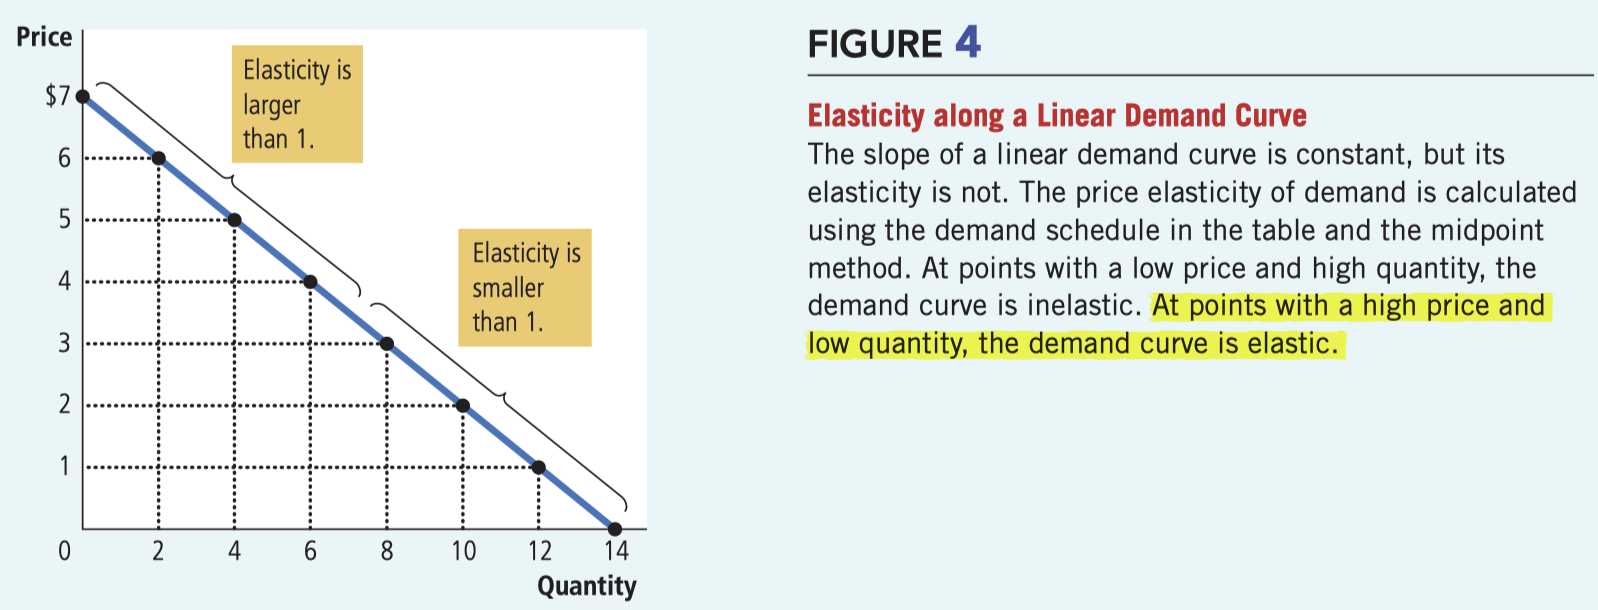 Price
$7
6
5
4
3
2
1
0
2
4
6
8
10
12
14
Quantity
Elasticity is
larger
than 1.
Elasticity is
smaller
than 1.
FIGURE 4
Elasticity along a Linear Demand Curve
The slope of a linear demand curve is constant, but its
elasticity is not. The price elasticity of demand is calculated
using the demand schedule in the table and the midpoint
method. At points with a low price and high quantity, the
demand curve is inelastic. At points with a high price and
low quantity, the demand curve is elastic.